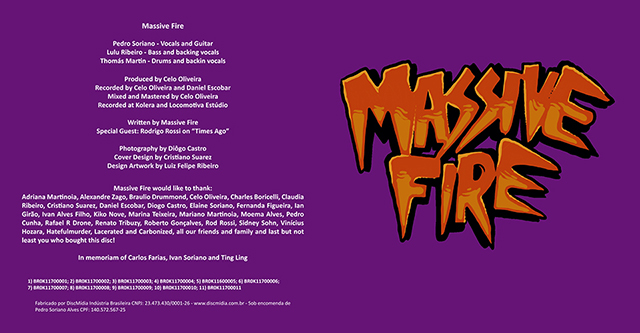 Massive Fire
Pedro Soriano - Vocals and Guitar
Lulu Ribeiro - Bass and backing vocals
Thomás Martin - Drums and backin vocals
Produced by Celo Oliveira
Recorded by Celo Oliveira and Daniel Escobar
Mixed and Mastered by Celo Oliveira
Recorded at Kolera and Locomotiva Estúdio
Written by Massive Fire
Special Guest: Rodrigo Rossi on “Times Ago”
Photography by Diôgo Castro
Cover Design by Cristiano Suarez
Design Artwork by Luiz Felipe Ribeiro
Massive Fire would like to thank:
Adriana Martinoia, Alexandre Zago, Braulio Drummond, Celo Oliveira, Charles Boricelli, Claudia
Ribeiro, Cristiano Suarez, Daniel Escobar, Diogo Castro, Elaine Soriano, Fernanda Figueira, Ian
Girão, Ivan Alves Filho, Kiko Nove, Marina Teixeira, Mariano Martinoia, Moema Alves, Pedro
Cunha, Rafael R Drone, Renato Tribuzy, Roberto Gonçalves, Rod Rossi, Sidney Sohn, Vinícius
Hozara, Hatefulmurder, Lacerated and Carbonized, all our friends and family and last but not
least you who bought this disc!
In memoriam of Carlos Farias, Ivan Soriano and Ting Ling
1) BR0K11700001; 2) BR0K11700002; 3) BR0K11700003; 4) BR0K11700004; 5) BR0K11600005; 6) BR0K11700006;
7) BR0K11700007; 8) BR0K11700008; 9) BR0K11700009; 10) BR0K11700010; 11) BR0K11700011
Fabricado por DiscMídia Indústria Brasileira CNPJ: 23.473.430/0001-26 - www.discmidia.com.br - Sob encomenda de
Pedro Soriano Alves CPF: 140.572.567-25
MASSIVE
FIRE